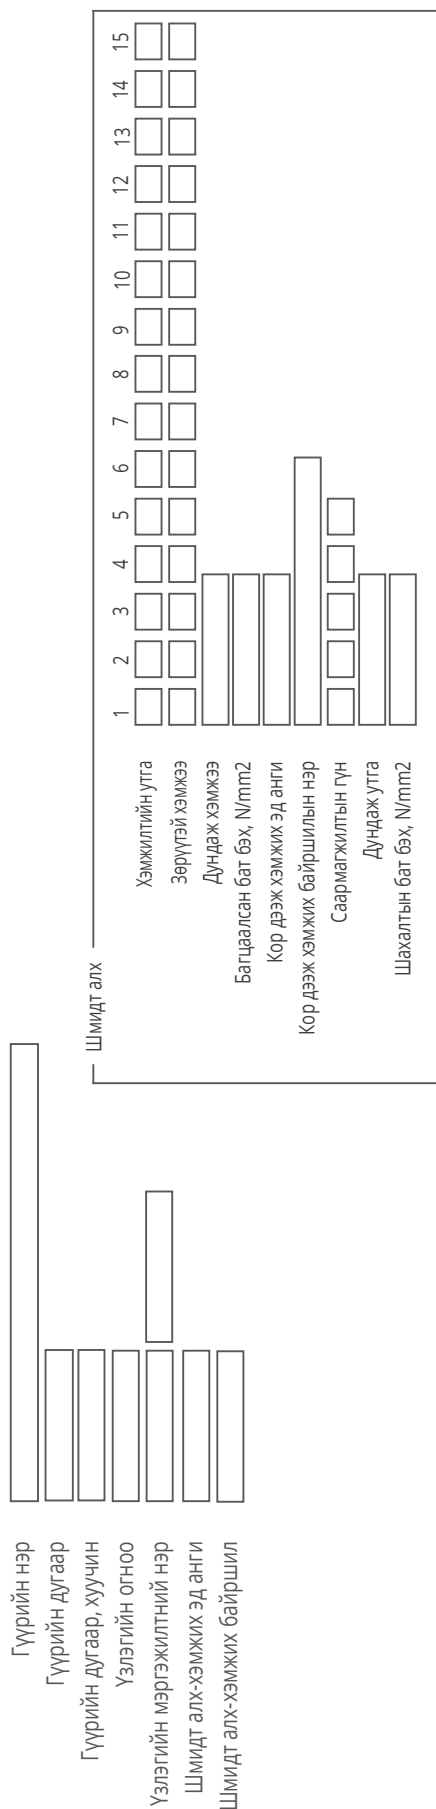 Гүүрийн нэр
Гүүрийн дугаар
Гүүрийн дугаар, хуучин
Үзлэгийн огноо
Үзлэгийн мэргэжилтний нэр
Шмидт алх-хэмжих эд анги
Шмидт алх-хэмжих байршил
Шмидт алх
1 2 3 4 5 6 7 8 9 10 11 12 13 14 15
Хэмжилтийн утга
Зөрүүтэй хэмжээ
Дундаж хэмжээ
Багцаалсан бат бэх, N/mm2
Кор дээж хэмжих эд анги
Кор дээж хэмжих байршилын нэр
Саармагжилтын гүн
Дундаж утга
Шахалтын бат бэх, N/mm2